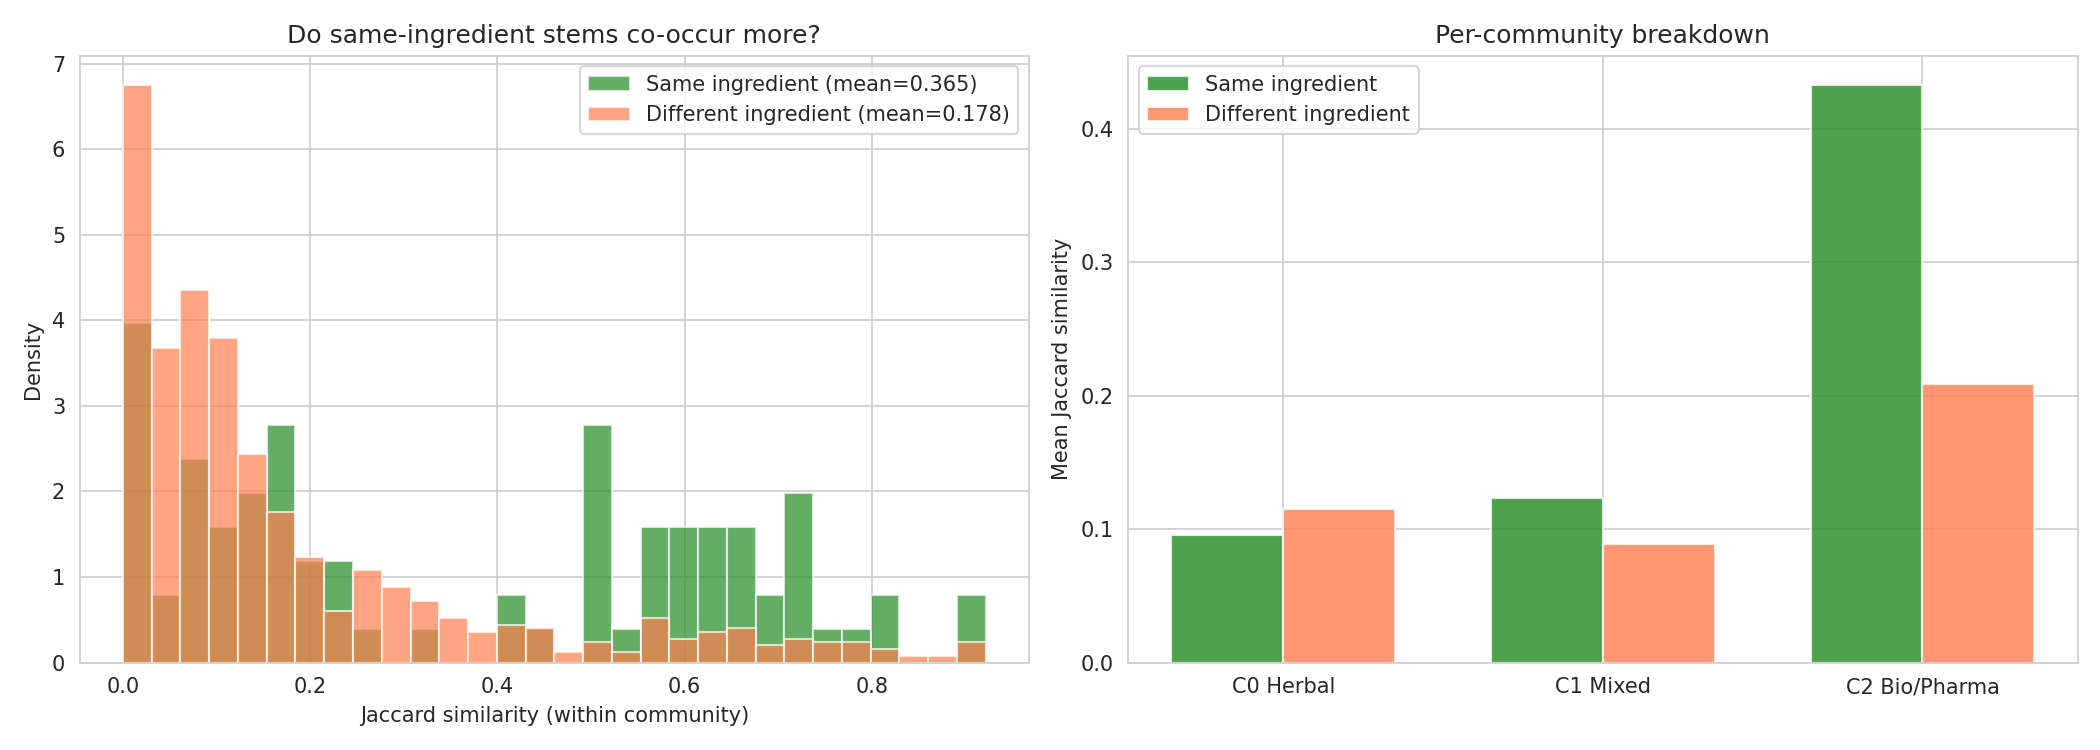 Do same-ingredient stems co-occur more?
Same ingredient (mean=0.365)
Different ingredient (mean=0.178)
Density
7
6
5
4
3
2
1
0
0.0 0.2 0.4 0.6 0.8
Jaccard similarity (within community)
Per-community breakdown
Same ingredient
Different ingredient
Mean Jaccard similarity
0.4
0.3
0.2
0.1
0.0
C0 Herbal C1 Mixed C2 Bio/Pharma